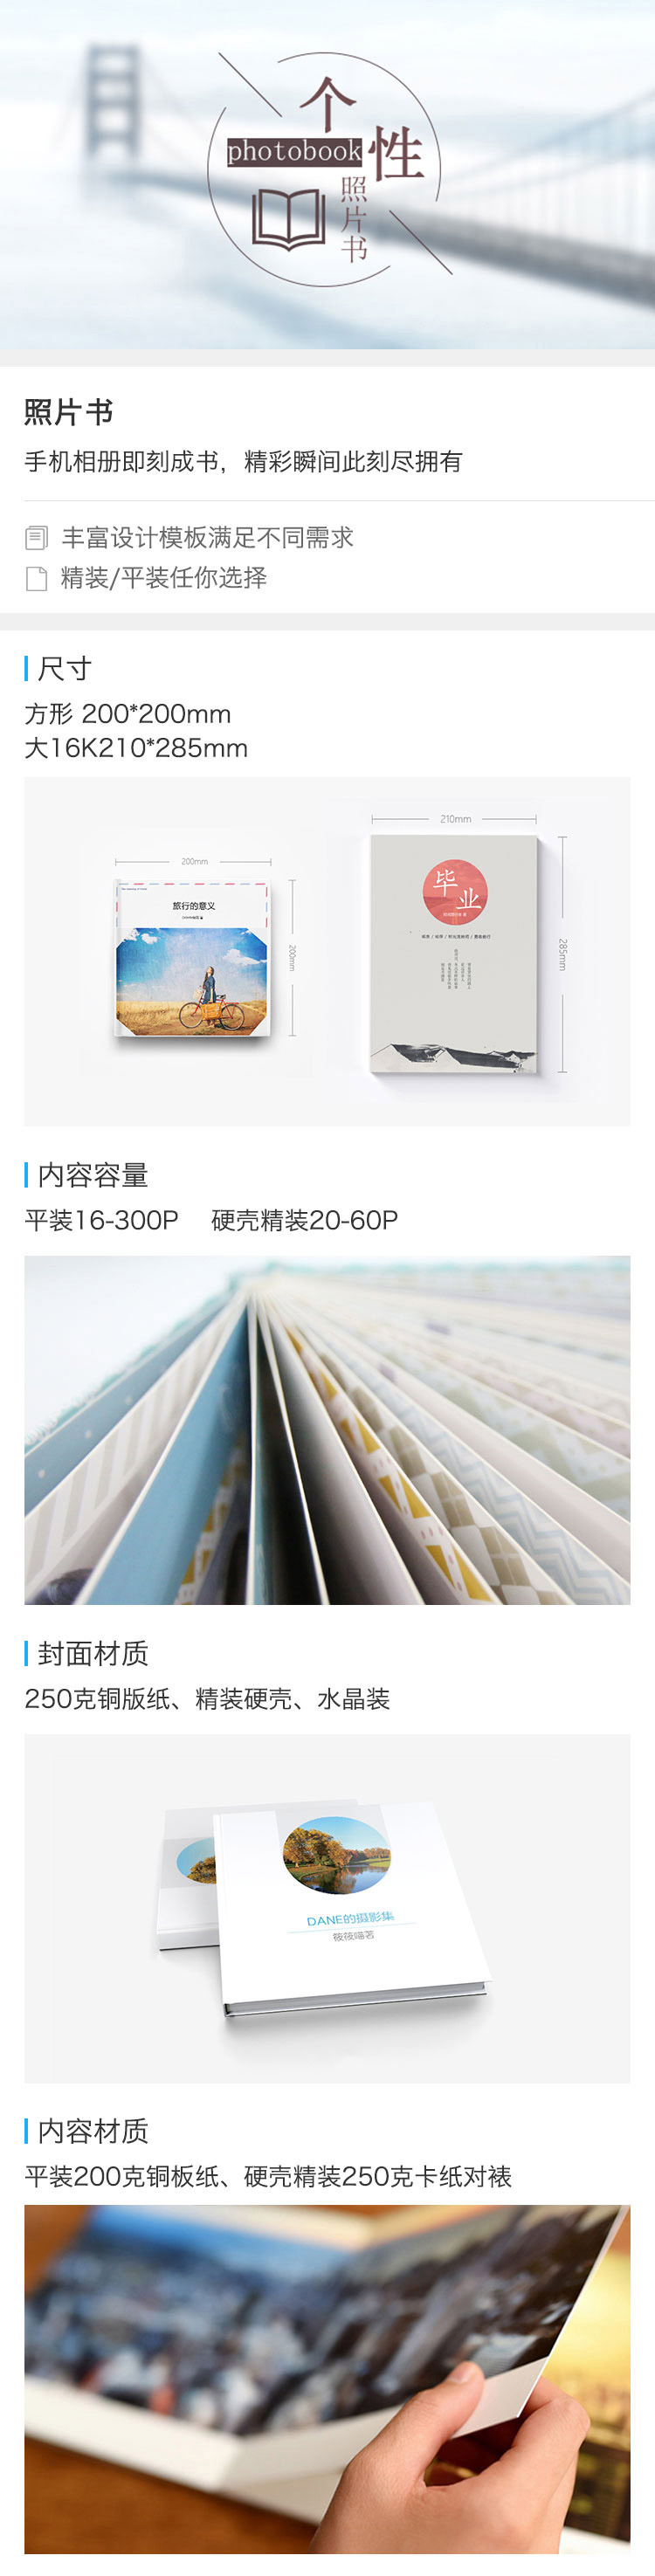 个性
photobook
照片书
照片书
手机相册即刻成书，精彩瞬间此刻尽拥有
丰富设计模板满足不同需求
精装/平装任你选择
尺寸
方形 200*200mm
大16K210*285mm
200mm
200mm
旅行的意义
210mm
285mm
毕业
内容容量
平装16-300P 硬壳精装20-60P
封面材质
250克铜版纸、精装硬壳、水晶装
DANE的摄影集
筱筱喵著
内容材质
平装200克铜板纸、硬壳精装250克卡纸对裱